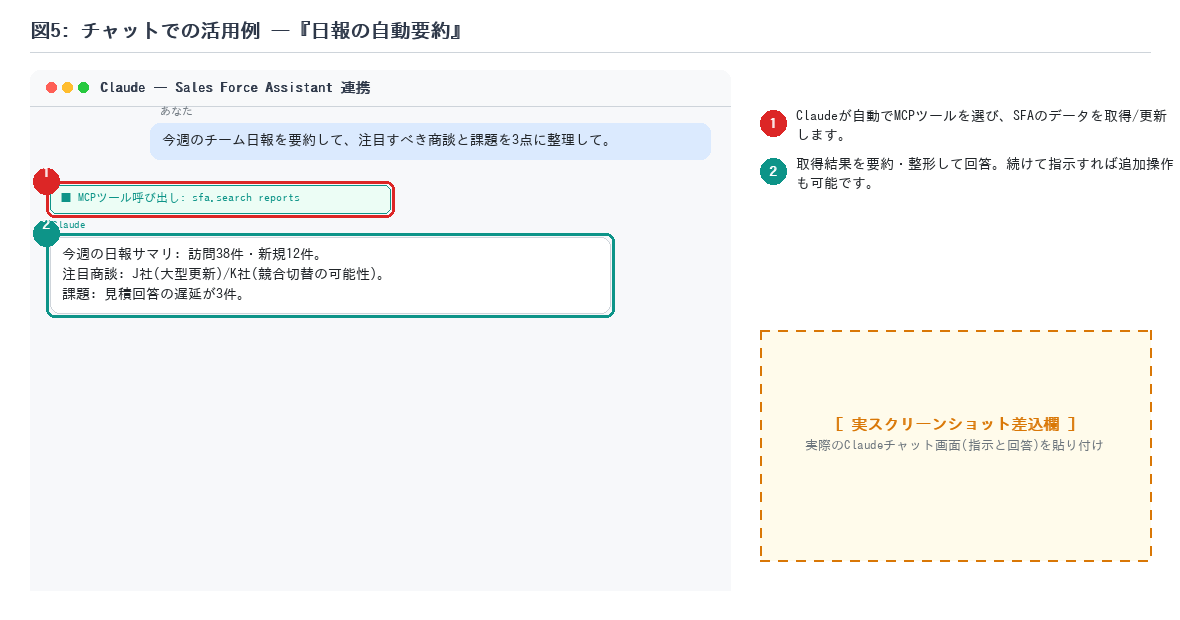 図5: チャットでの活用例 ―『日報の自動要約』
Claude ― Sales Force Assistant 連携
あなた
今週のチーム日報を要約して、注目すべき商談と課題を3点に整理して。
1
■ MCPツール呼び出し: sfa.search_reports
2
Claude
今週の日報サマリ: 訪問38件・新規12件。
注目商談: J社(大型更新)/K社(競合切替の可能性)。
課題: 見積回答の遅延が3件。
1
Claudeが自動でMCPツールを選び、SFAのデータを取得/更新
します。
2
取得結果を要約・整形して回答。続けて指示すれば追加操作
も可能です。
[ 実スクリーンショット差込欄 ]
実際のClaudeチャット画面(指示と回答)を貼り付け